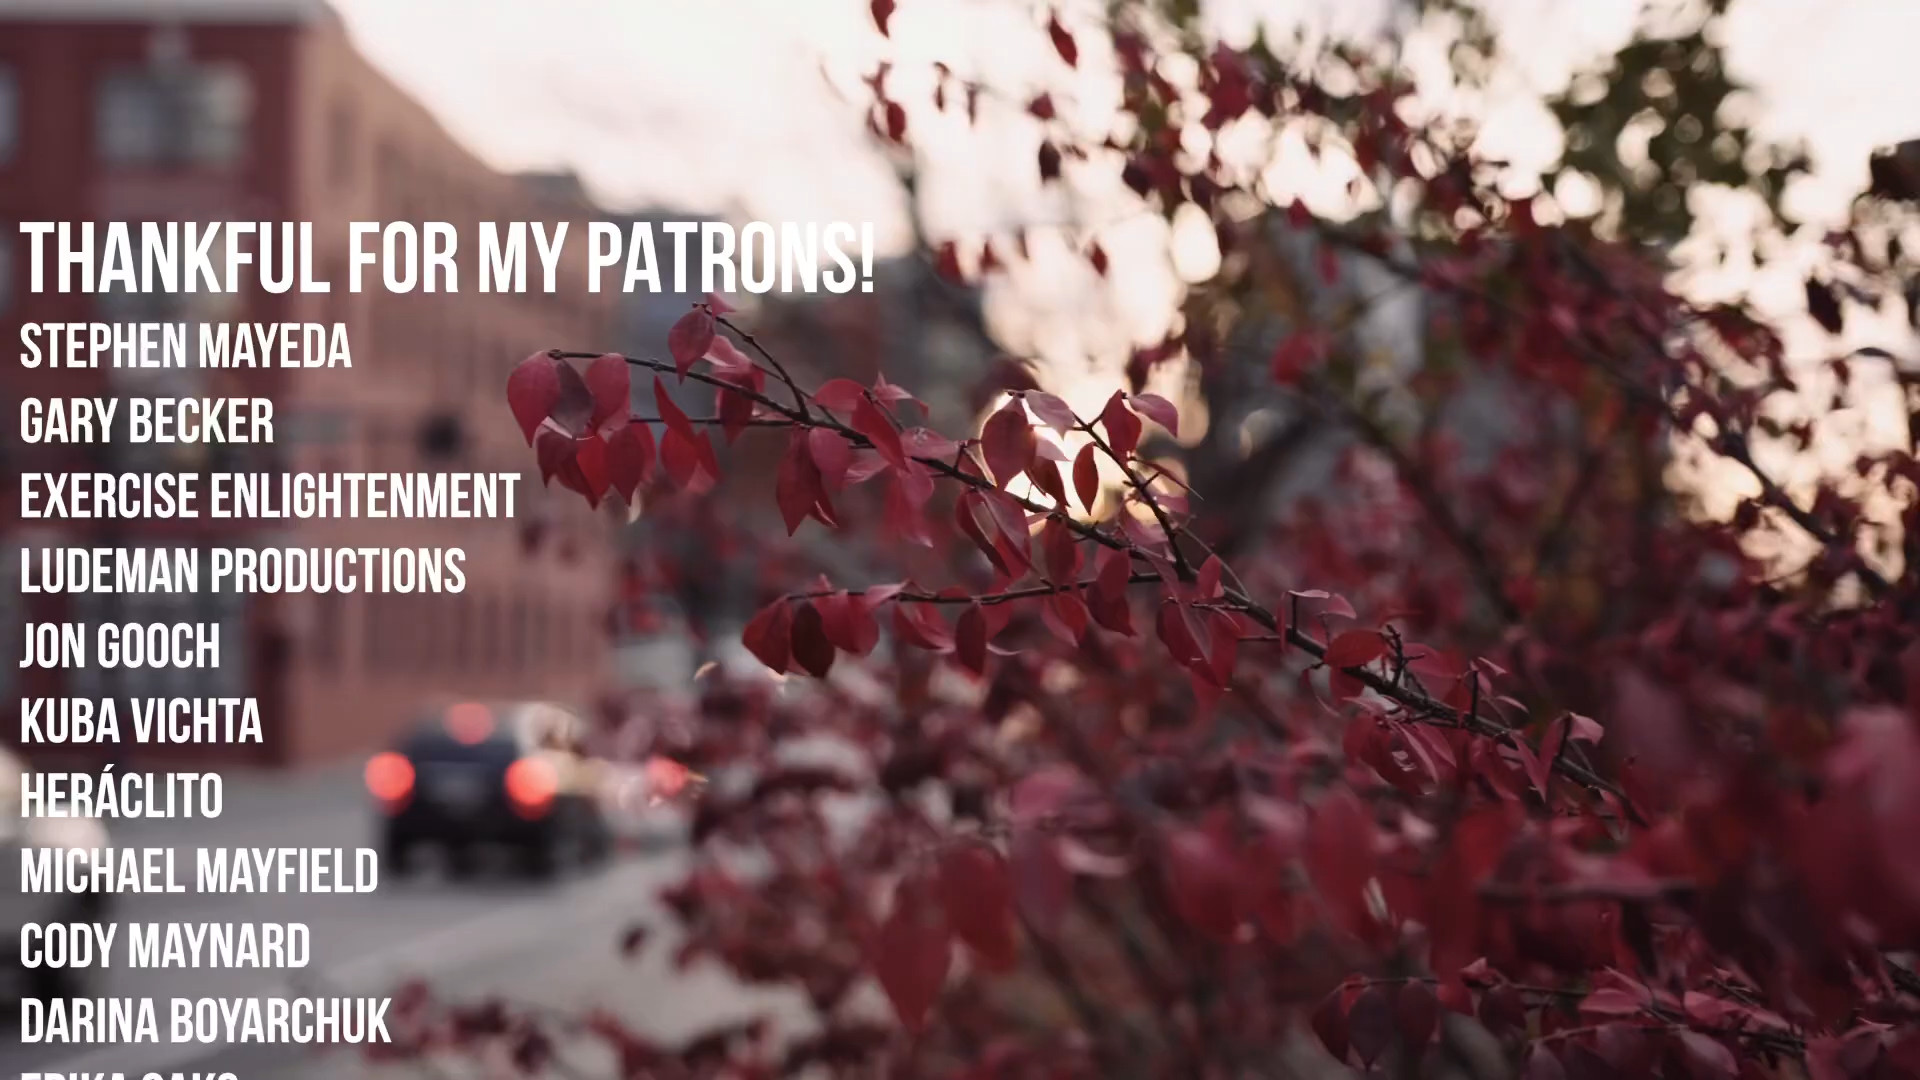 THANKFUL FOR MY PATRONS!
STEPHEN MAYEDA
GARY BECKER
EXERCISE ENLIGHTENMENT
LUDEMAN PRODUCTIONS
JON GOOCH
KUBA VICHTA
HERÁCLITO
MICHAEL MAYFIELD
CODY MAYNARD
DARINA BOYARCHUK